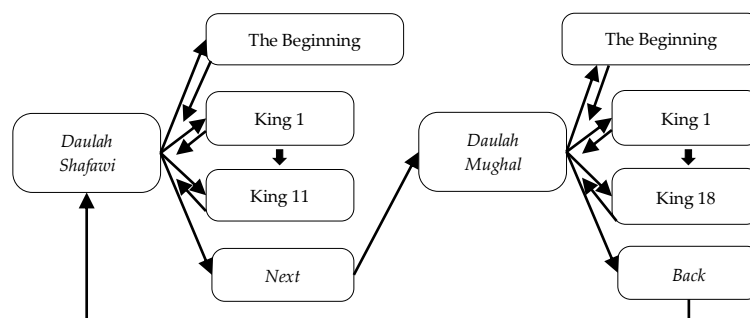 The Beginning
King 1
Daulah
Shafawi
King 11
Next
The Beginning
King 1
Daulah
Mughal
King 18
Back